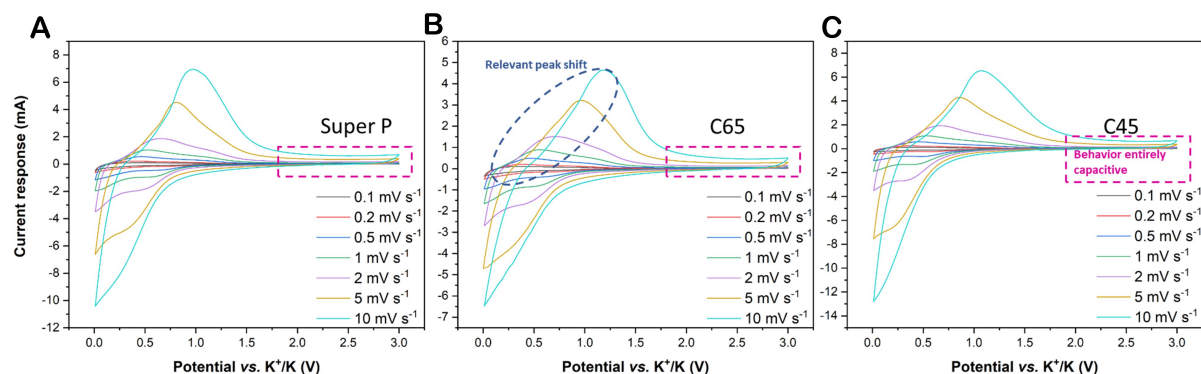 A
Current response (mA)
8
6
4
2
0
-2
-4
-6
-8
-10
-12
Super P
0.1 mV s⁻¹
0.2 mV s⁻¹
0.5 mV s⁻¹
1 mV s⁻¹
2 mV s⁻¹
5 mV s⁻¹
10 mV s⁻¹
0.0 0.5 1.0 1.5 2.0 2.5 3.0
Potential vs. K⁺/K (V)
B
6
5
4
3
2
1
0
-1
-2
-3
-4
-5
-6
-7
Relevant peak shift
C65
0.1 mV s⁻¹
0.2 mV s⁻¹
0.5 mV s⁻¹
1 mV s⁻¹
2 mV s⁻¹
5 mV s⁻¹
10 mV s⁻¹
0.0 0.5 1.0 1.5 2.0 2.5 3.0
Potential vs. K⁺/K (V)
C
8
6
4
2
0
-2
-4
-6
-8
-10
-12
-14
C45
Behavior entirely
capacitive
0.1 mV s⁻¹
0.2 mV s⁻¹
0.5 mV s⁻¹
1 mV s⁻¹
2 mV s⁻¹
5 mV s⁻¹
10 mV s⁻¹
0.0 0.5 1.0 1.5 2.0 2.5 3.0
Potential vs. K⁺/K (V)